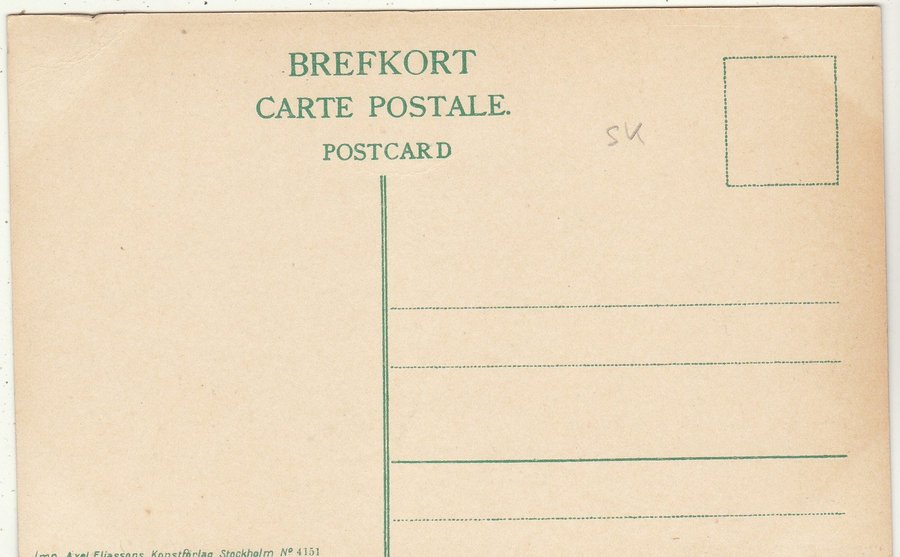 BREFKORT
CARTE POSTALE.
POSTCARD
SK
Imp. Axel Eliassons Konstförlag Stockholm Nº 4151